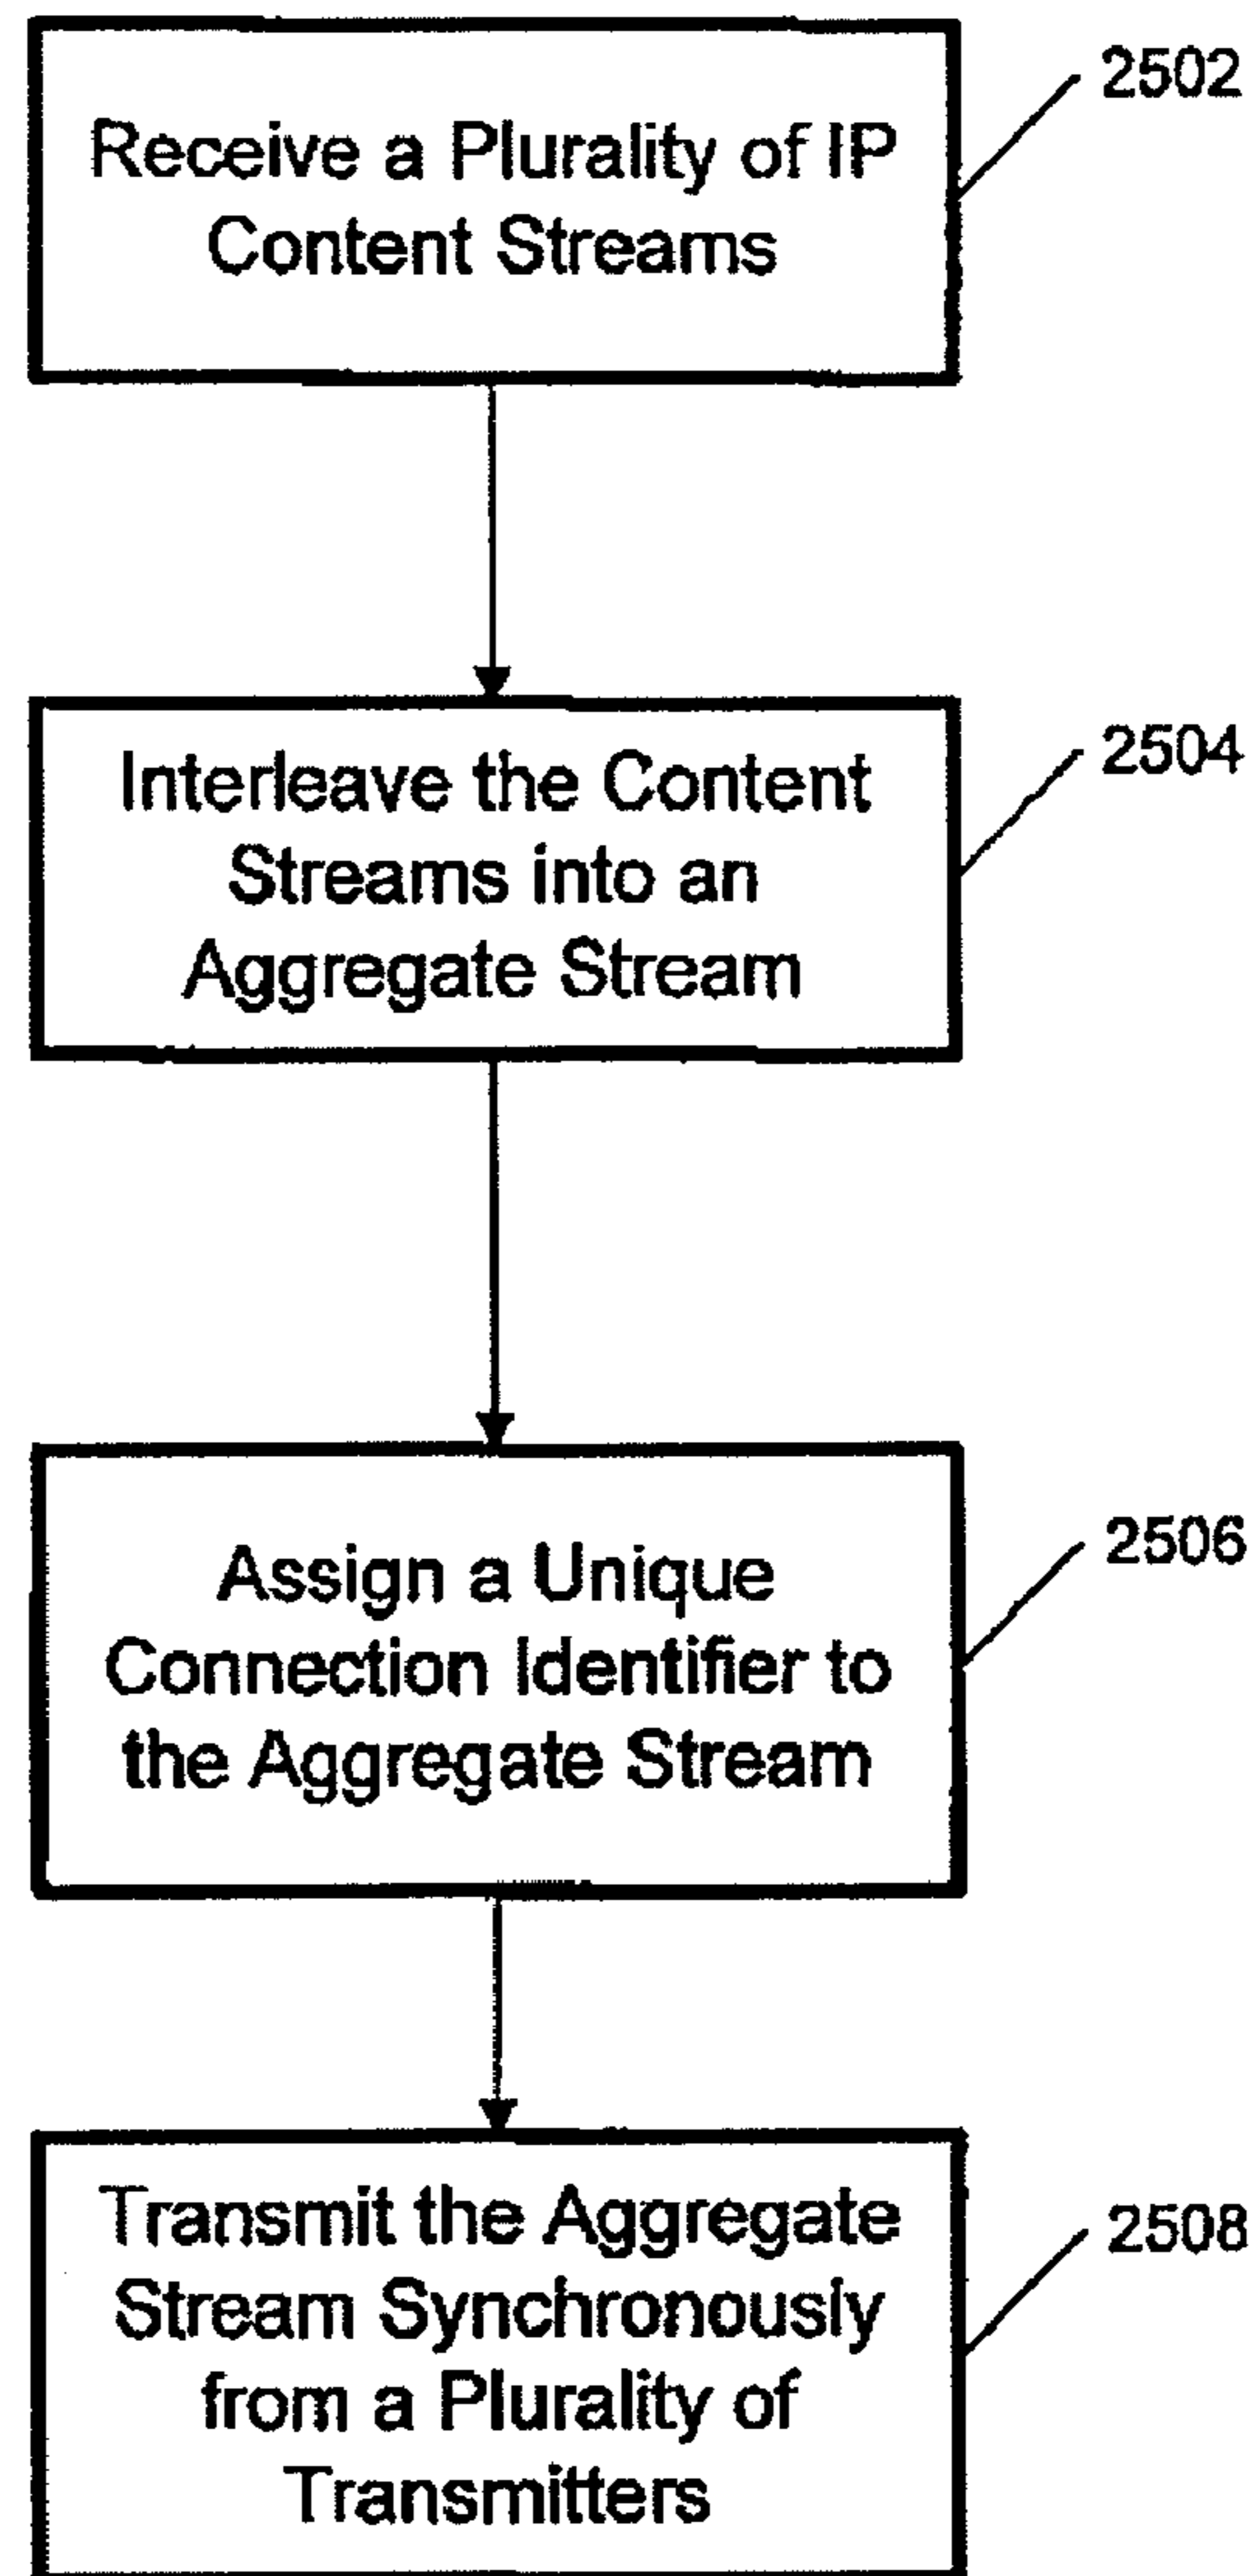 2502
Receive a Plurality of IP
Content Streams
2504
Interleave the Content
Streams into an
Aggregate Stream
2506
Assign a Unique
Connection Identifier to
the Aggregate Stream
2508
Transmit the Aggregate
Stream Synchronously
from a Plurality of
Transmitters